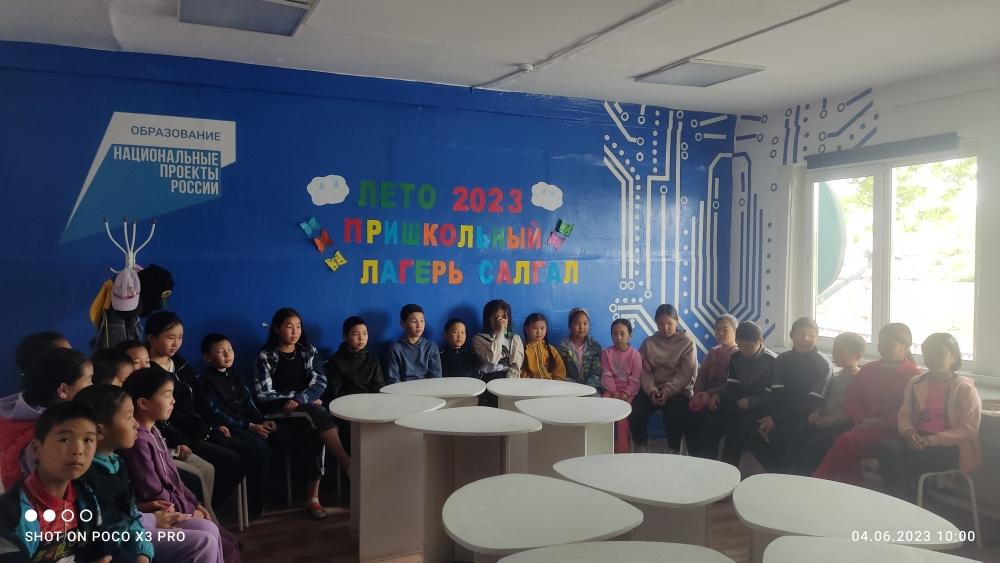 ОБРАЗОВАНИЕ
НАЦИОНАЛЬНЫЕ
ПРОЕКТЫ
РОССИИ
ЛЕТО 2023
ПРИШКОЛЬНЫЙ
ЛАГЕРЬ САЛГАЛ
SHOT ON POCO X3 PRO
04.06.2023 10:00